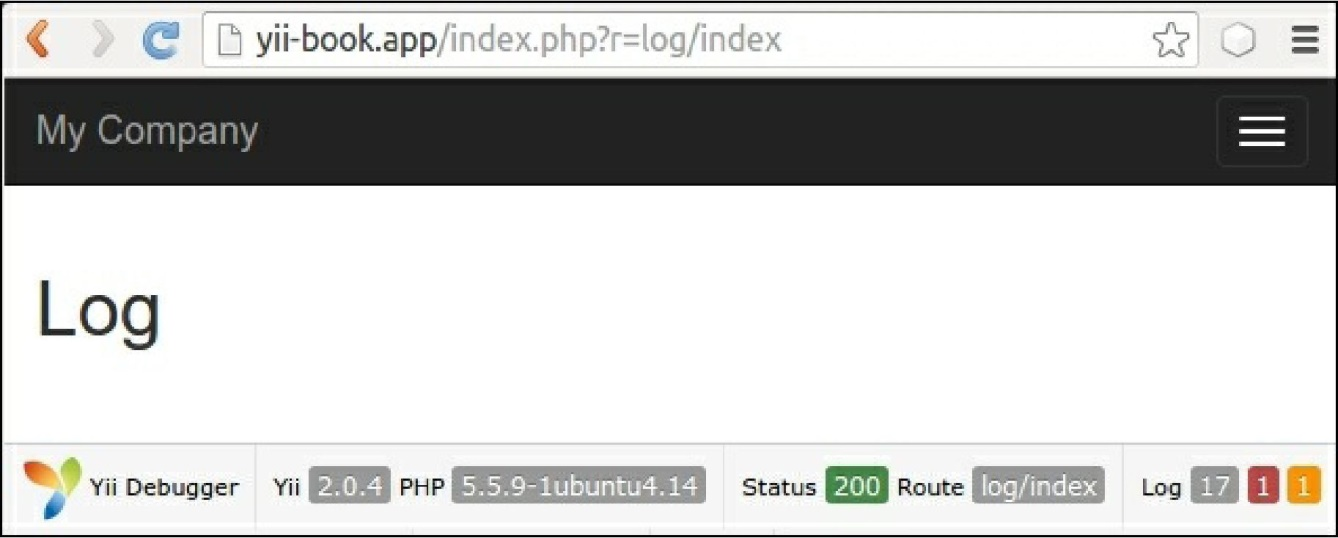 yii-book.app/index.php?r=log/index
My Company
Log
Yii Debugger Yii 2.0.4 PHP 5.5.9-1ubuntu4.14 Status 200 Route log/index Log 17 1 1